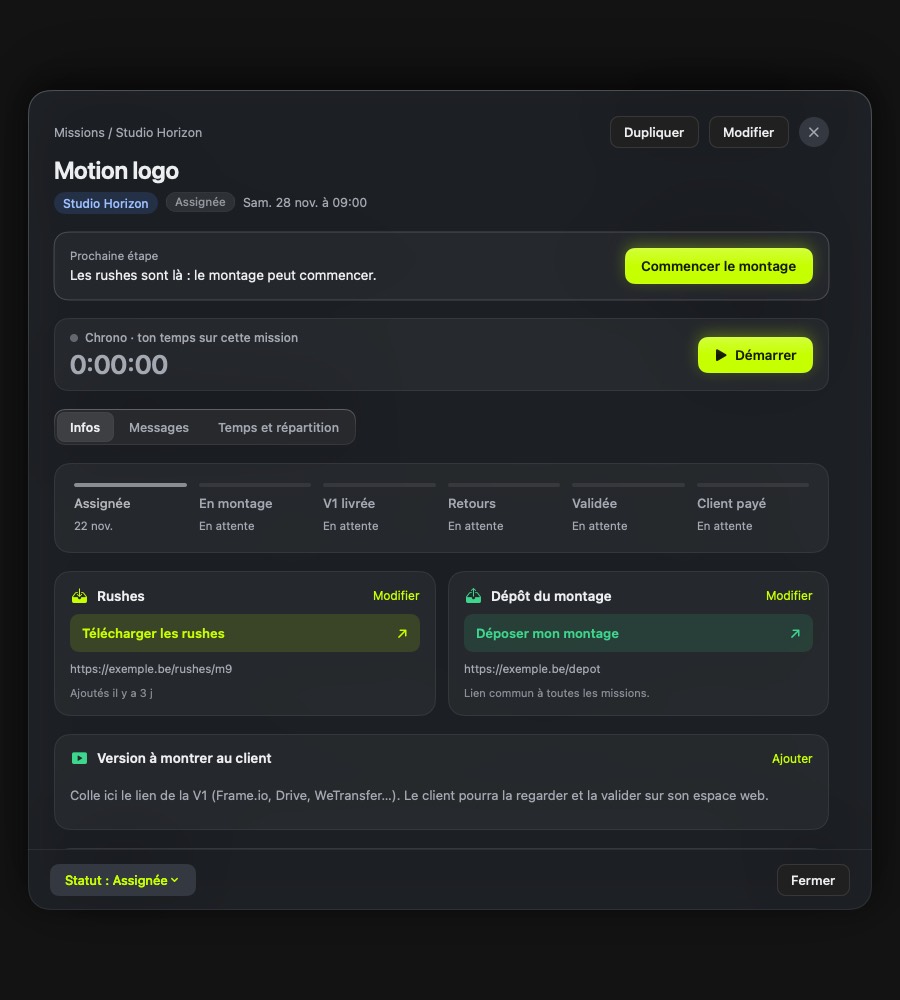 Missions / Studio Horizon
Dupliquer
Modifier
Motion logo
Studio Horizon
Assignée
Sam. 28 nov. à 09:00
Prochaine étape
Les rushes sont là : le montage peut commencer.
Commencer le montage
Chrono · ton temps sur cette mission
0:00:00
Démarrer
Infos
Messages
Temps et répartition
Assignée
22 nov.
En montage
En attente
V1 livrée
En attente
Retours
En attente
Validée
En attente
Client payé
En attente
Rushes
Modifier
Télécharger les rushes
https://exemple.be/rushes/m9
Ajoutés il y a 3 j
Dépôt du montage
Modifier
Déposer mon montage
https://exemple.be/depot
Lien commun à toutes les missions.
Version à montrer au client
Ajouter
Colle ici le lien de la V1 (Frame.io, Drive, WeTransfer…). Le client pourra la regarder et la valider sur son espace web.
Statut : Assignée
Fermer